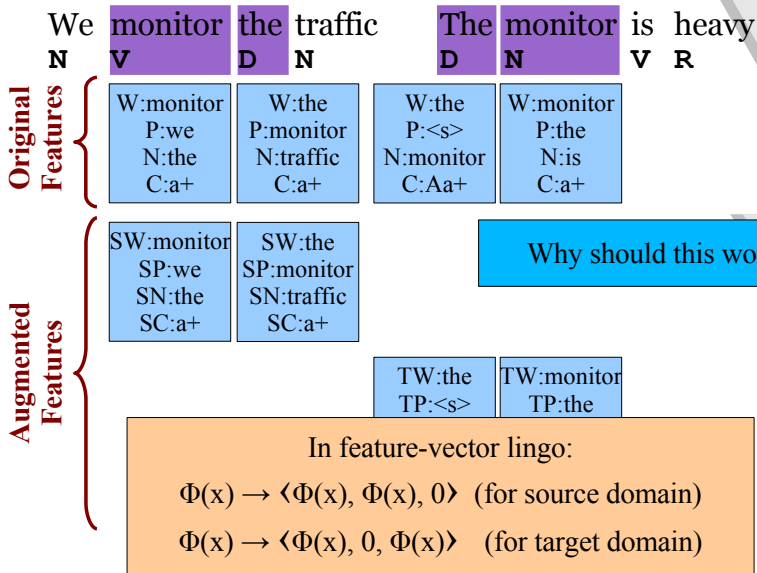 We monitor the traffic The monitor is heavy
N V D N D N V R
Original Features
W:monitor W:the W:the W:monitor
P:we P:monitor P:<s> P:the
N:the N:traffic N:monitor N:is
C:a+ C:a+ C:Aa+ C:a+
Augmented Features
SW:monitor SW:the
SP:we SP:monitor
SN:the SN:traffic
SC:a+ SC:a+
Why should this wo
TW:the TW:monitor
TP:<s> TP:the
In feature-vector lingo:
Φ(x) → ‹Φ(x), Φ(x), 0› (for source domain)
Φ(x) → ‹Φ(x), 0, Φ(x)› (for target domain)